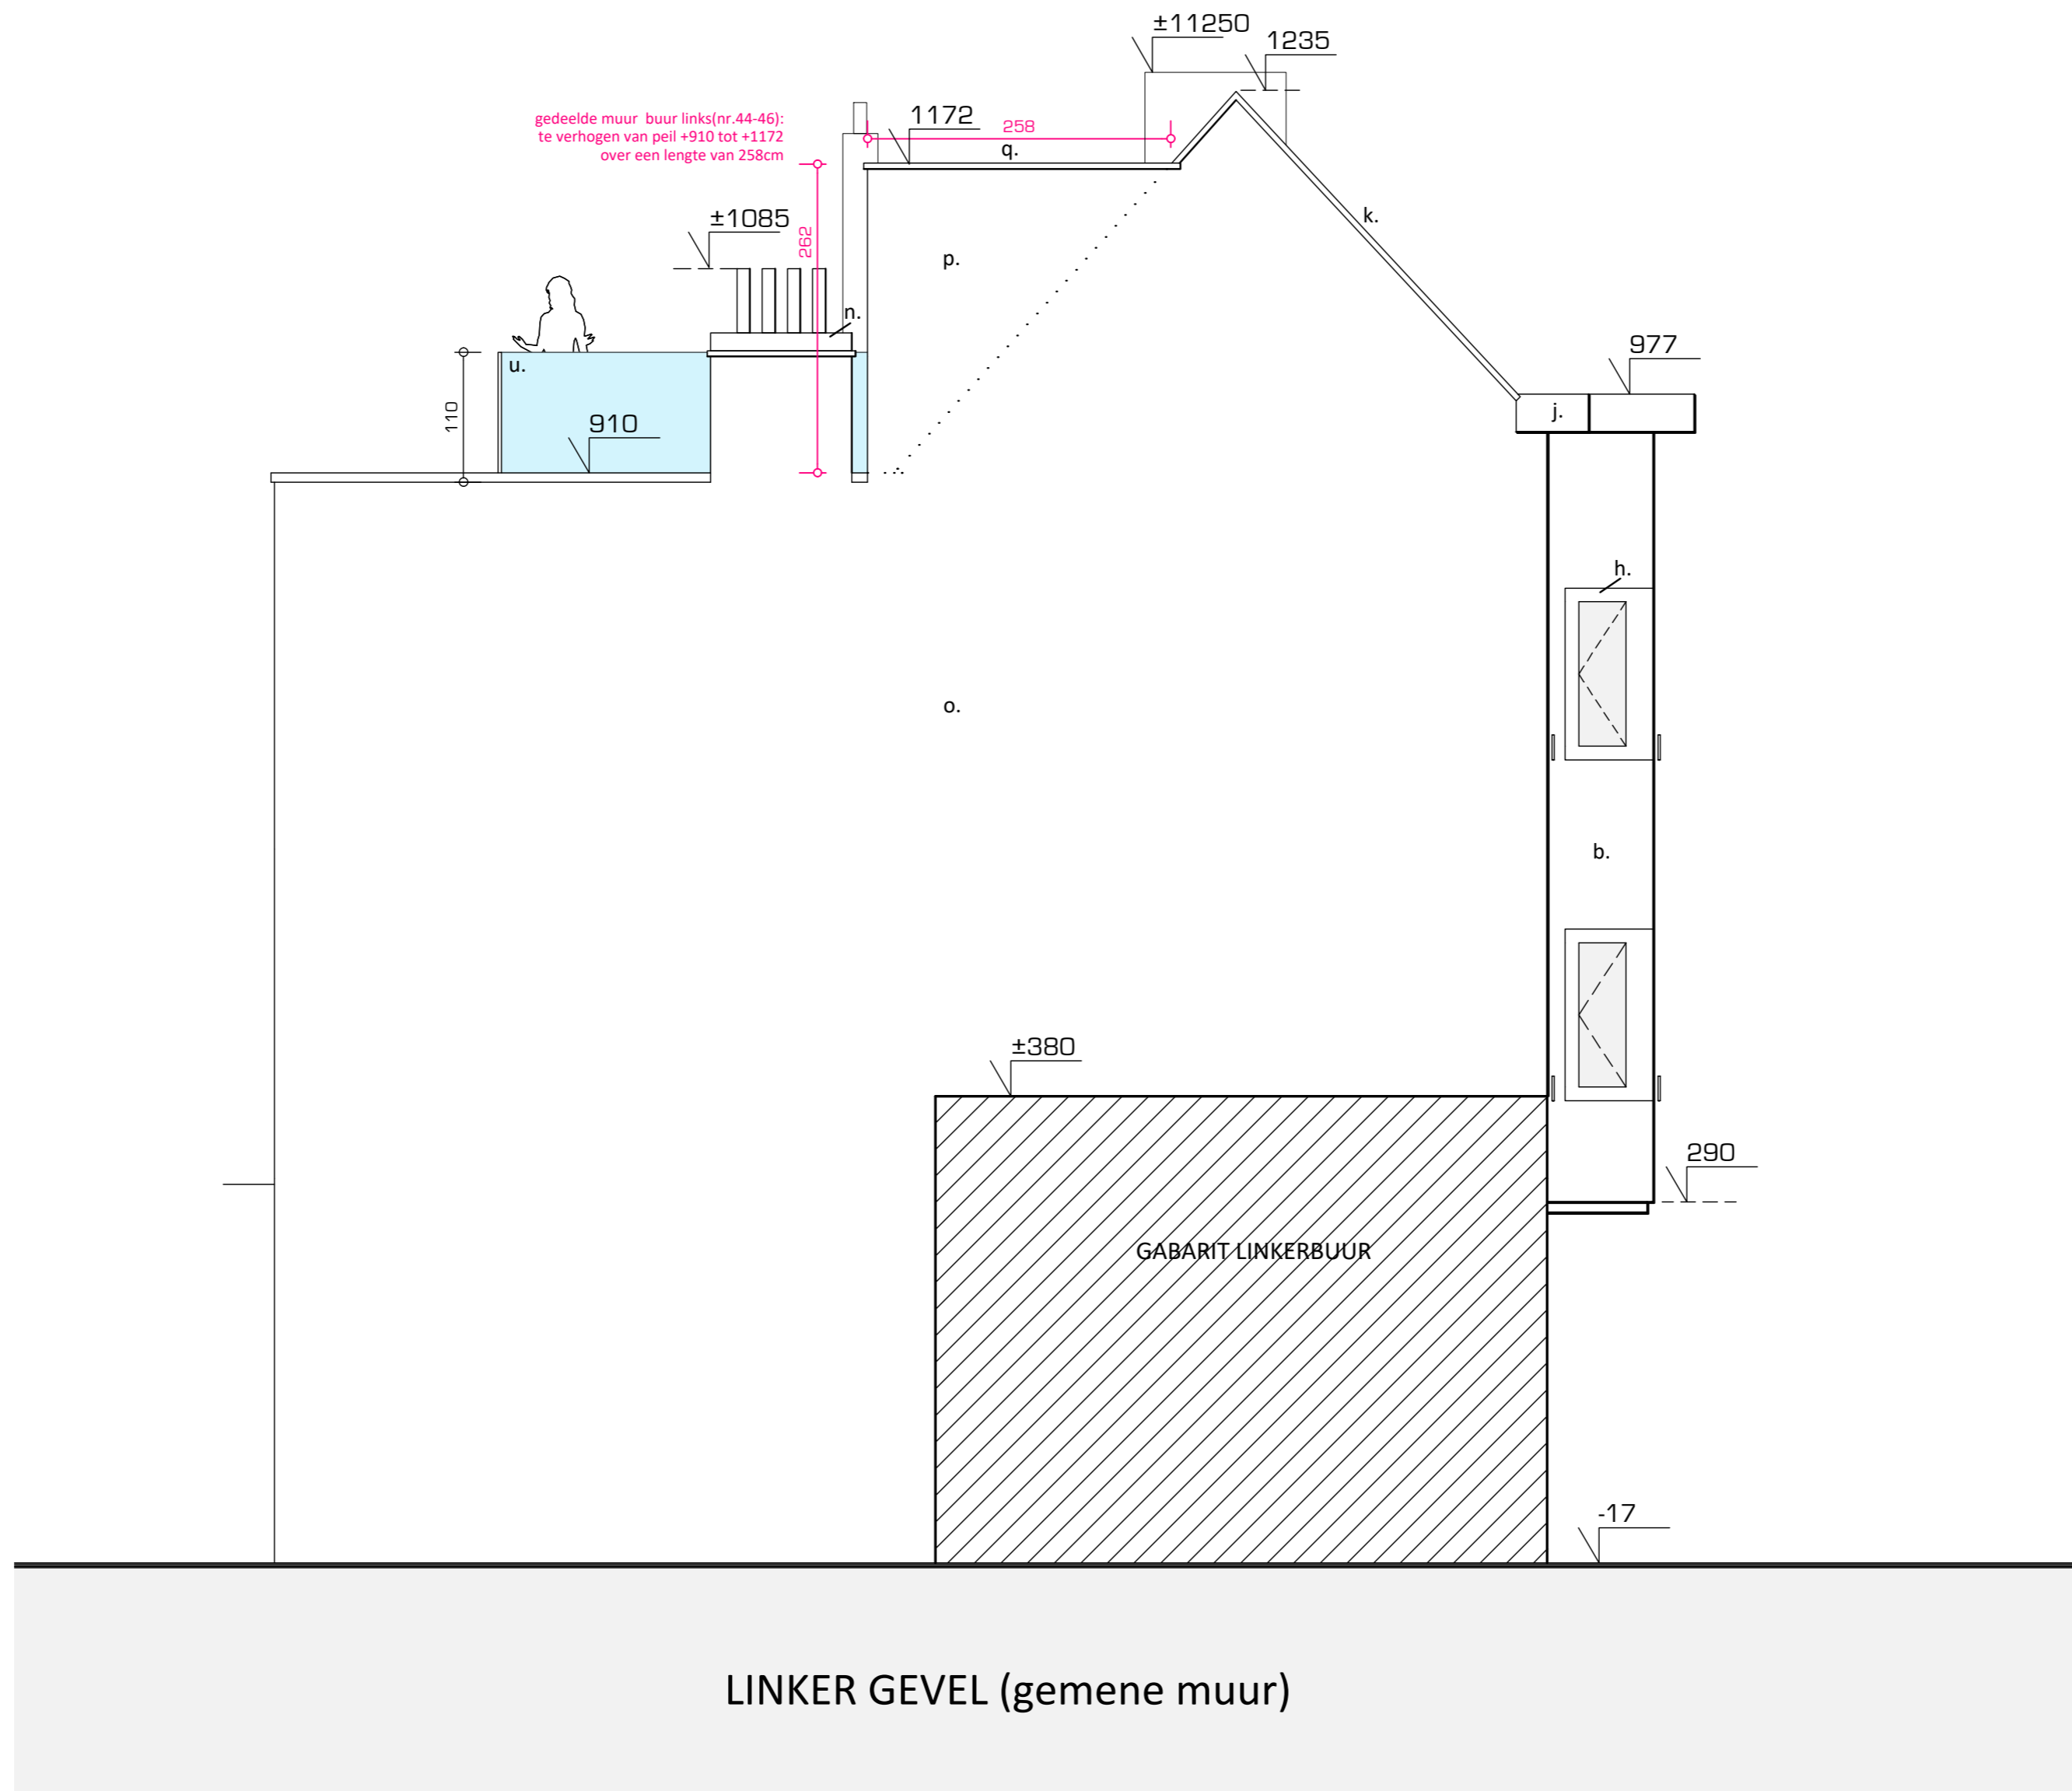 ±11250
1235
gedeelde muur buur links(nr.44-46):
te verhogen van peil +910 tot +1172
over een lengte van 258cm
1172
258
q.
±1085
262
k.
p.
n.
977
u.
j.
110
910
h.
o.
b.
±380
290
GABARIT LINKERBUUR
-17
LINKER GEVEL (gemene muur)